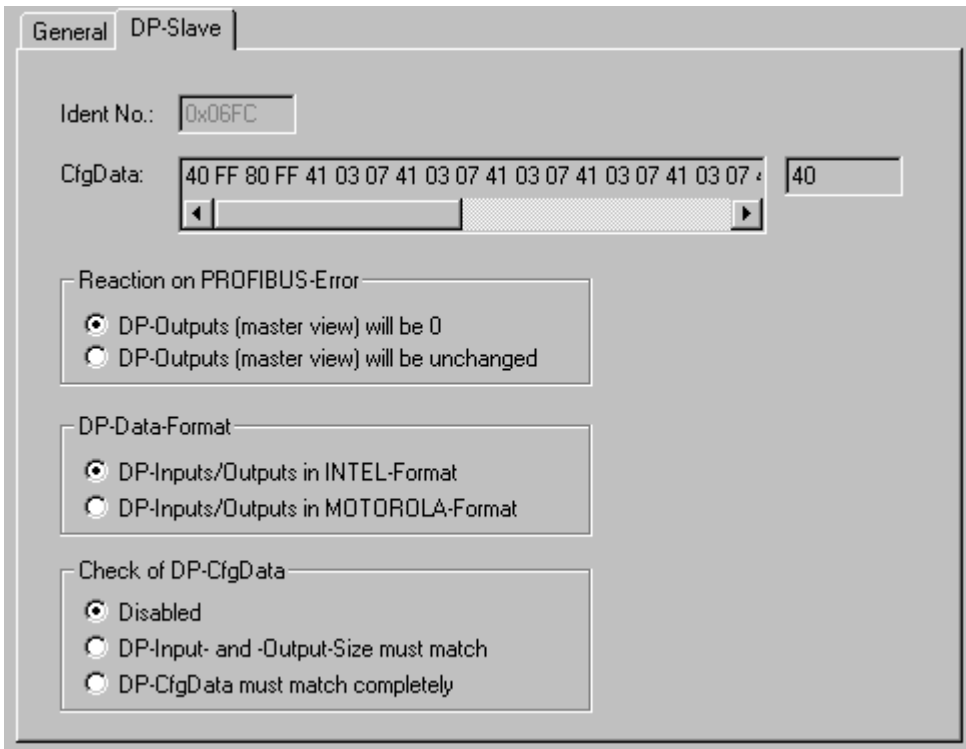 General DP-Slave
Ident No.: 0x06FC
CfgData: 40 FF 80 FF 41 03 07 41 03 07 41 03 07 41 03 07 41 03 07 40
Reaction on PROFIBUS-Error
DP-Outputs (master view) will be 0
DP-Outputs (master view) will be unchanged
DP-Data-Format
DP-Inputs/Outputs in INTEL-Format
DP-Inputs/Outputs in MOTOROLA-Format
Check of DP-CfgData
Disabled
DP-Input- and -Output-Size must match
DP-CfgData must match completely